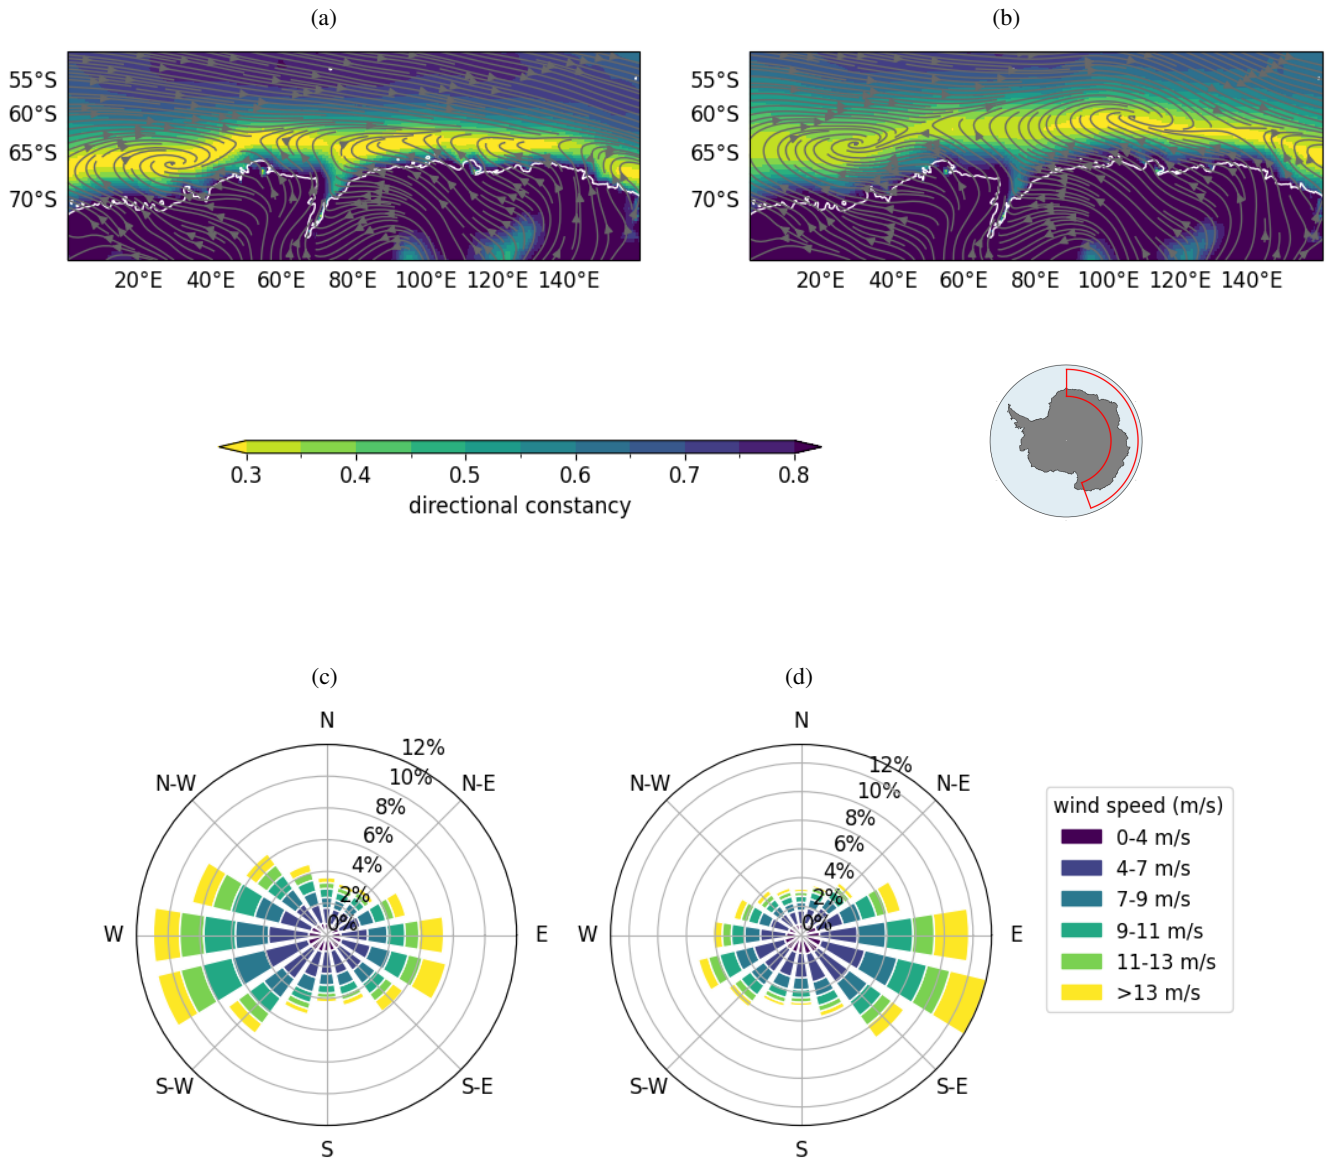 (a)
(b)
55°S
60°S
65°S
70°S
20°E 40°E 60°E 80°E 100°E 120°E 140°E
55°S
60°S
65°S
70°S
20°E 40°E 60°E 80°E 100°E 120°E 140°E
0.3 0.4 0.5 0.6 0.7 0.8
directional constancy
(c)
N
N-W
N-E
W
E
S-W
S-E
S
12%
10%
8%
6%
4%
2%
0%
(d)
N
N-W
N-E
W
E
S-W
S-E
S
12%
10%
8%
6%
4%
2%
0%
wind speed (m/s)
0-4 m/s
4-7 m/s
7-9 m/s
9-11 m/s
11-13 m/s
>13 m/s